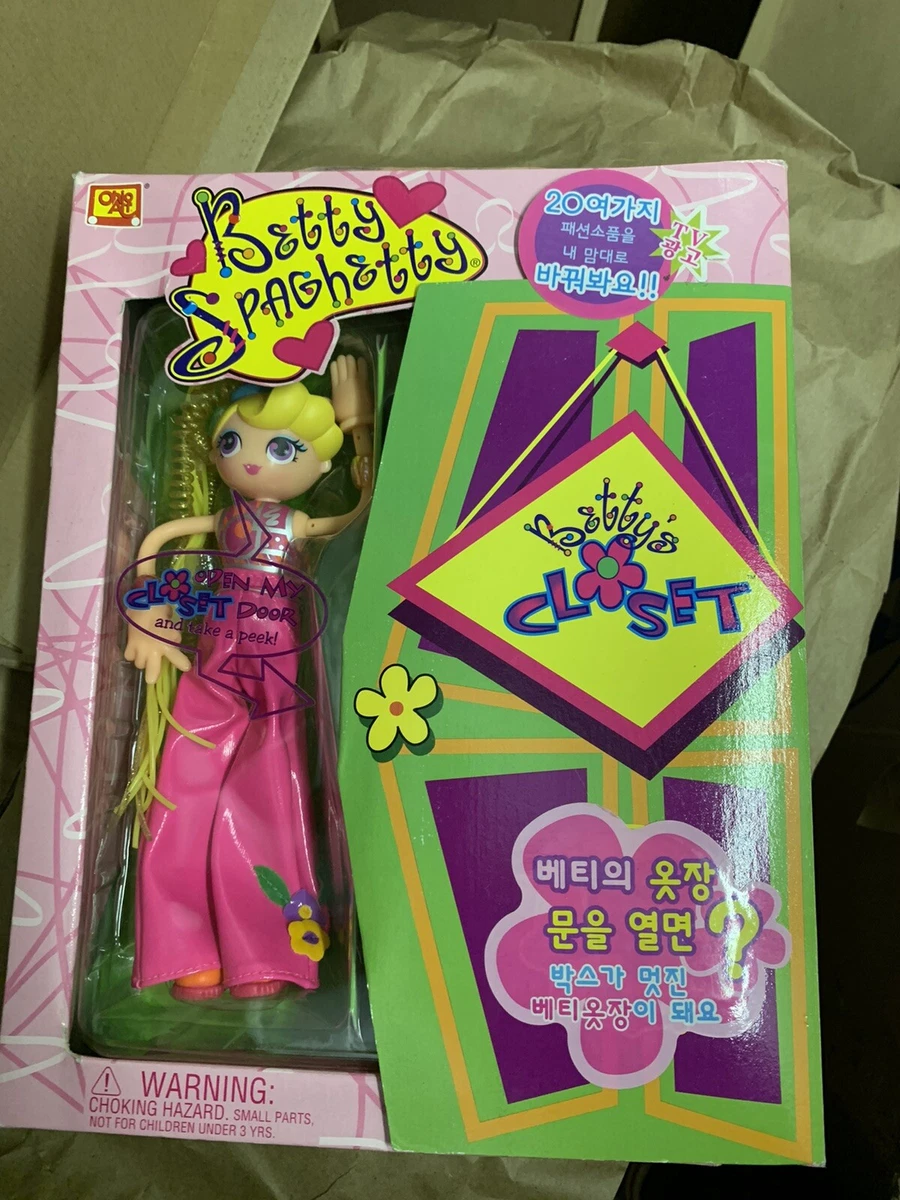 OHIO
ART
®
Betty
Spaghetty®
20여가지
패션소품을
내 맘대로
바꿔봐요!!
TV
광고
Betty's
CLOSET™
OPEN MY
CLOSET DOOR
and take a peek!
베티의 옷장
문을 열면?
박스가 멋진
베티옷장이 돼요
WARNING:
CHOKING HAZARD. SMALL PARTS,
NOT FOR CHILDREN UNDER 3 YRS.